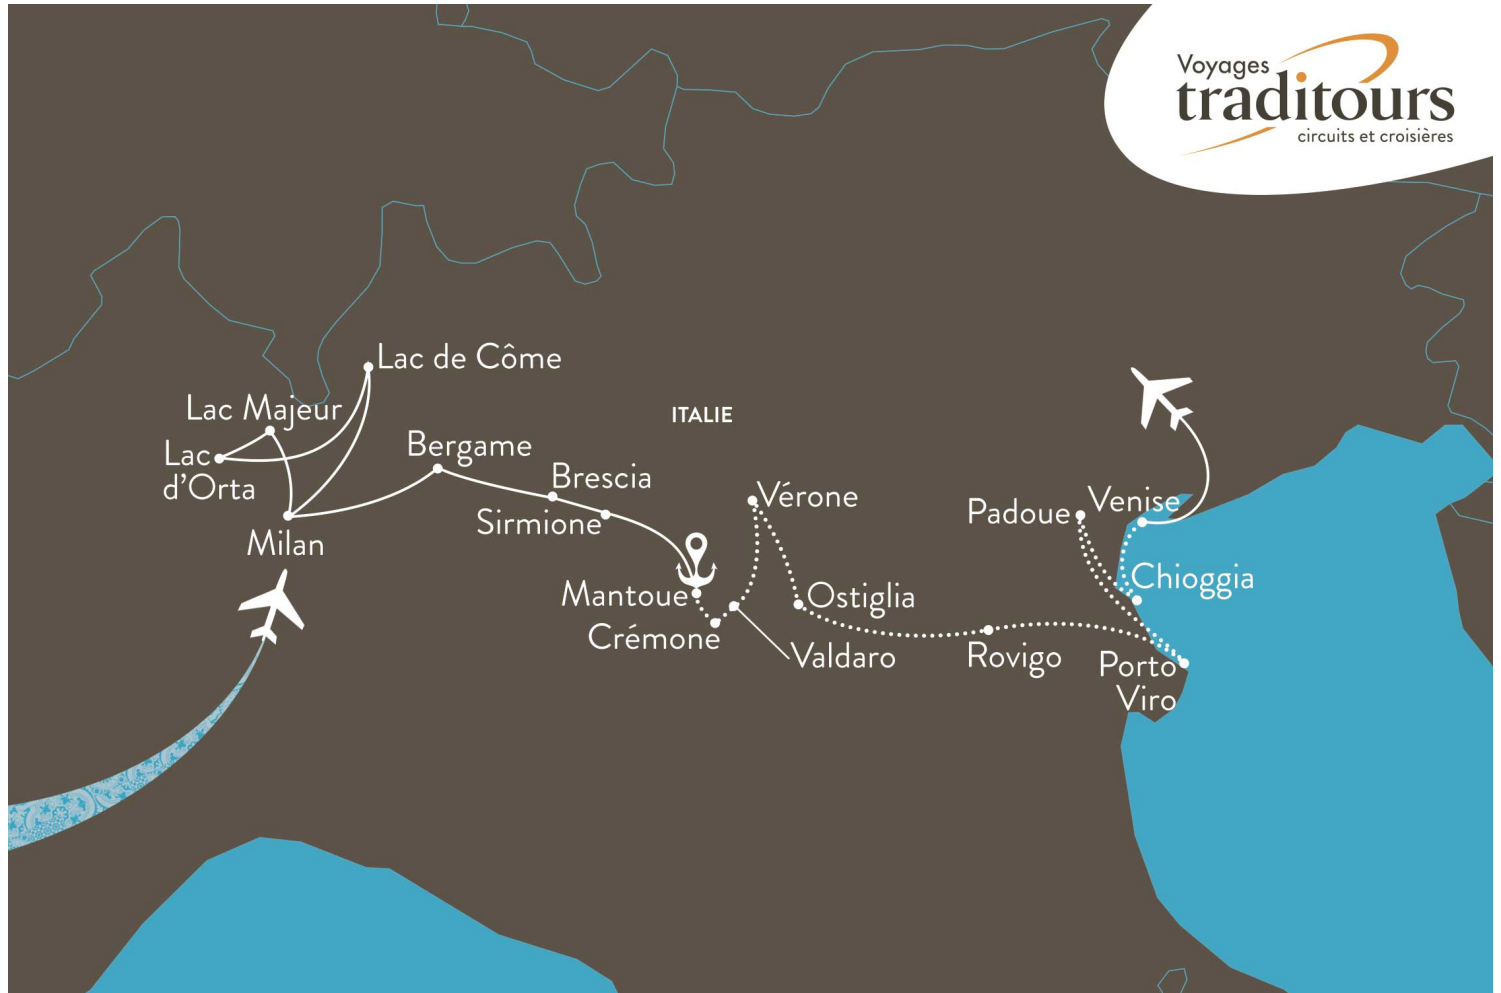 Voyages
traditours
circuits et croisières
Lac de Côme
Lac Majeur
ITALIE
Bergame
Lac
d'Orta
Brescia
Vérone
Sirmione
Padoue
Venise
Milan
Chioggia
Mantoue
Ostiglia
Crémone
Valdaro
Rovigo
Porto
Viro